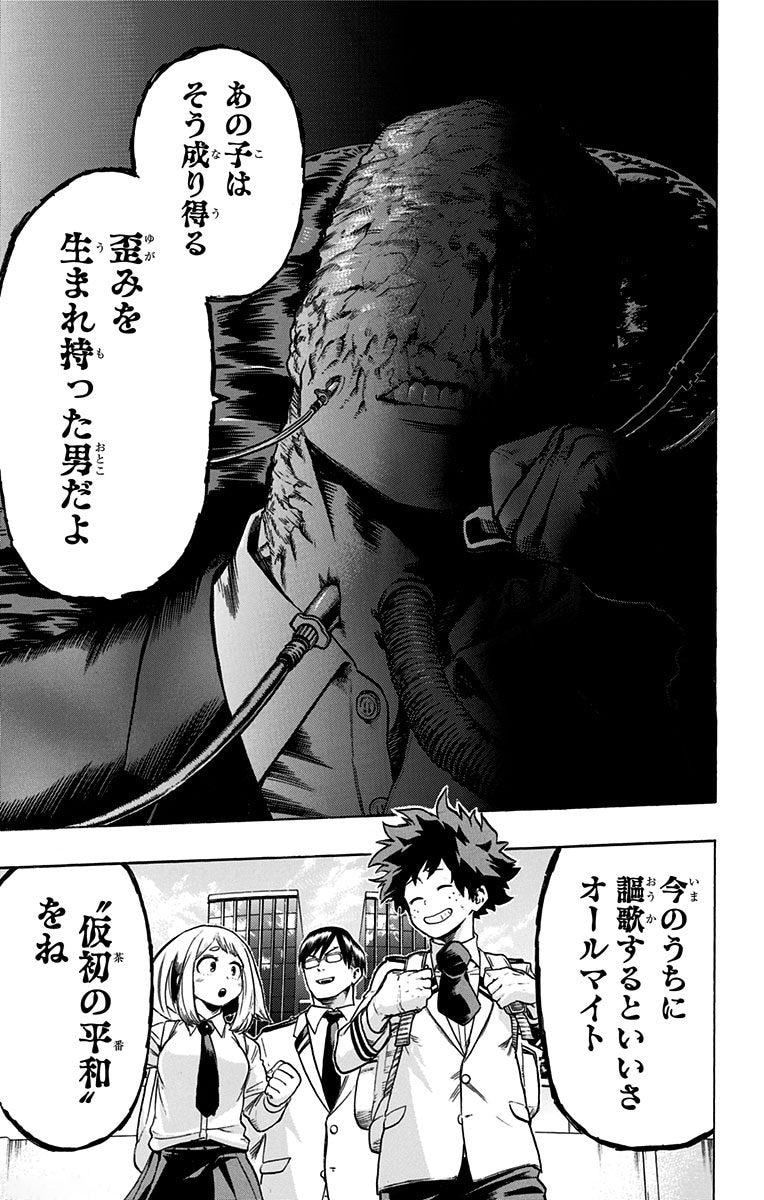 あの子は
そう成り得る
歪みを
生まれ持った男だよ
今のうちに
謳歌するといいさ
オールマイト
〝仮初の平和〟
をね